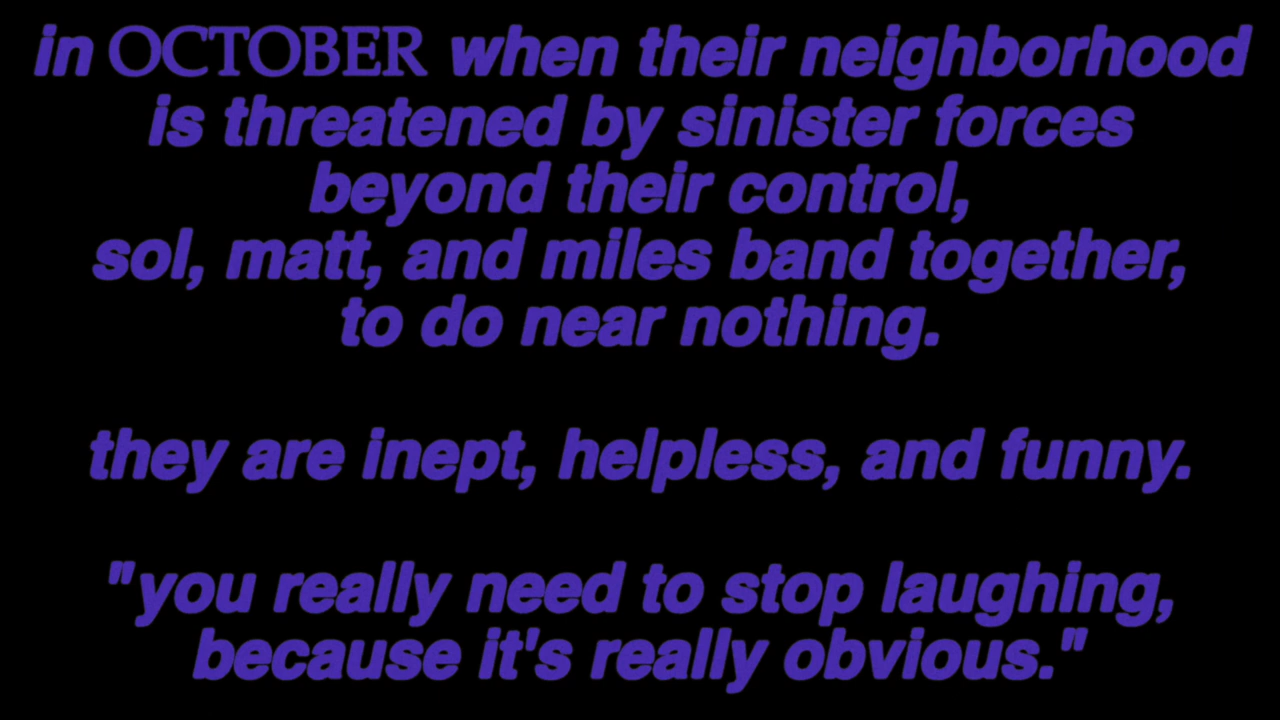 in OCTOBER when their neighborhood
is threatened by sinister forces
beyond their control,
sol, matt, and miles band together,
to do near nothing.
they are inept, helpless, and funny.
"you really need to stop laughing,
because it's really obvious."